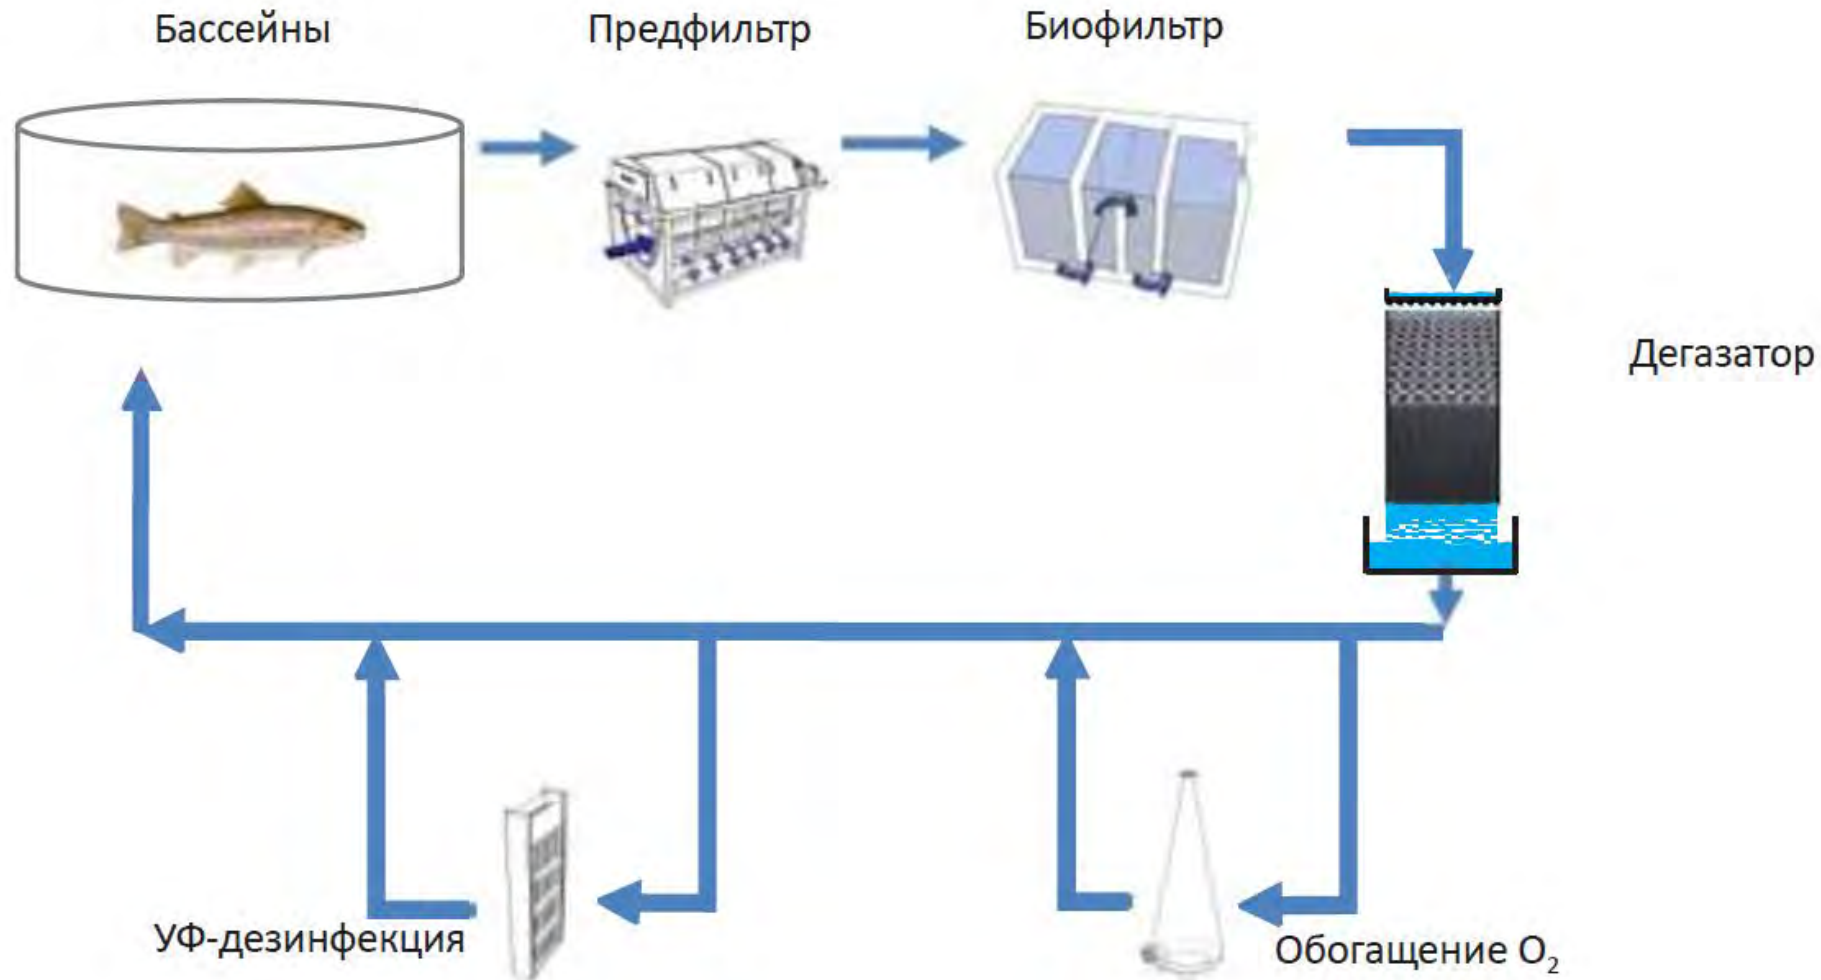 Бассейны
Предфильтр
Биофильтр
Дегазатор
УФ-дезинфекция
Обогащение O₂